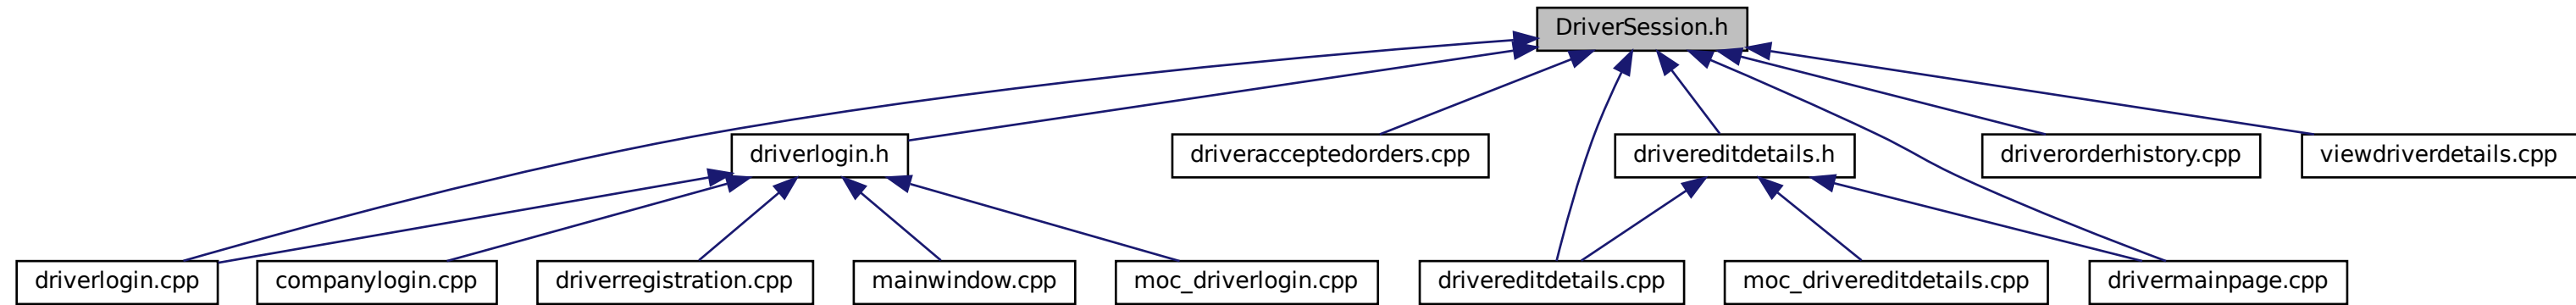 DriverSession.h
driverlogin.h
driveracceptedorders.cpp
drivereditdetails.h
driverorderhistory.cpp
viewdriverdetails.cpp
driverlogin.cpp
companylogin.cpp
driverregistration.cpp
mainwindow.cpp
moc_driverlogin.cpp
drivereditdetails.cpp
moc_drivereditdetails.cpp
drivermainpage.cpp